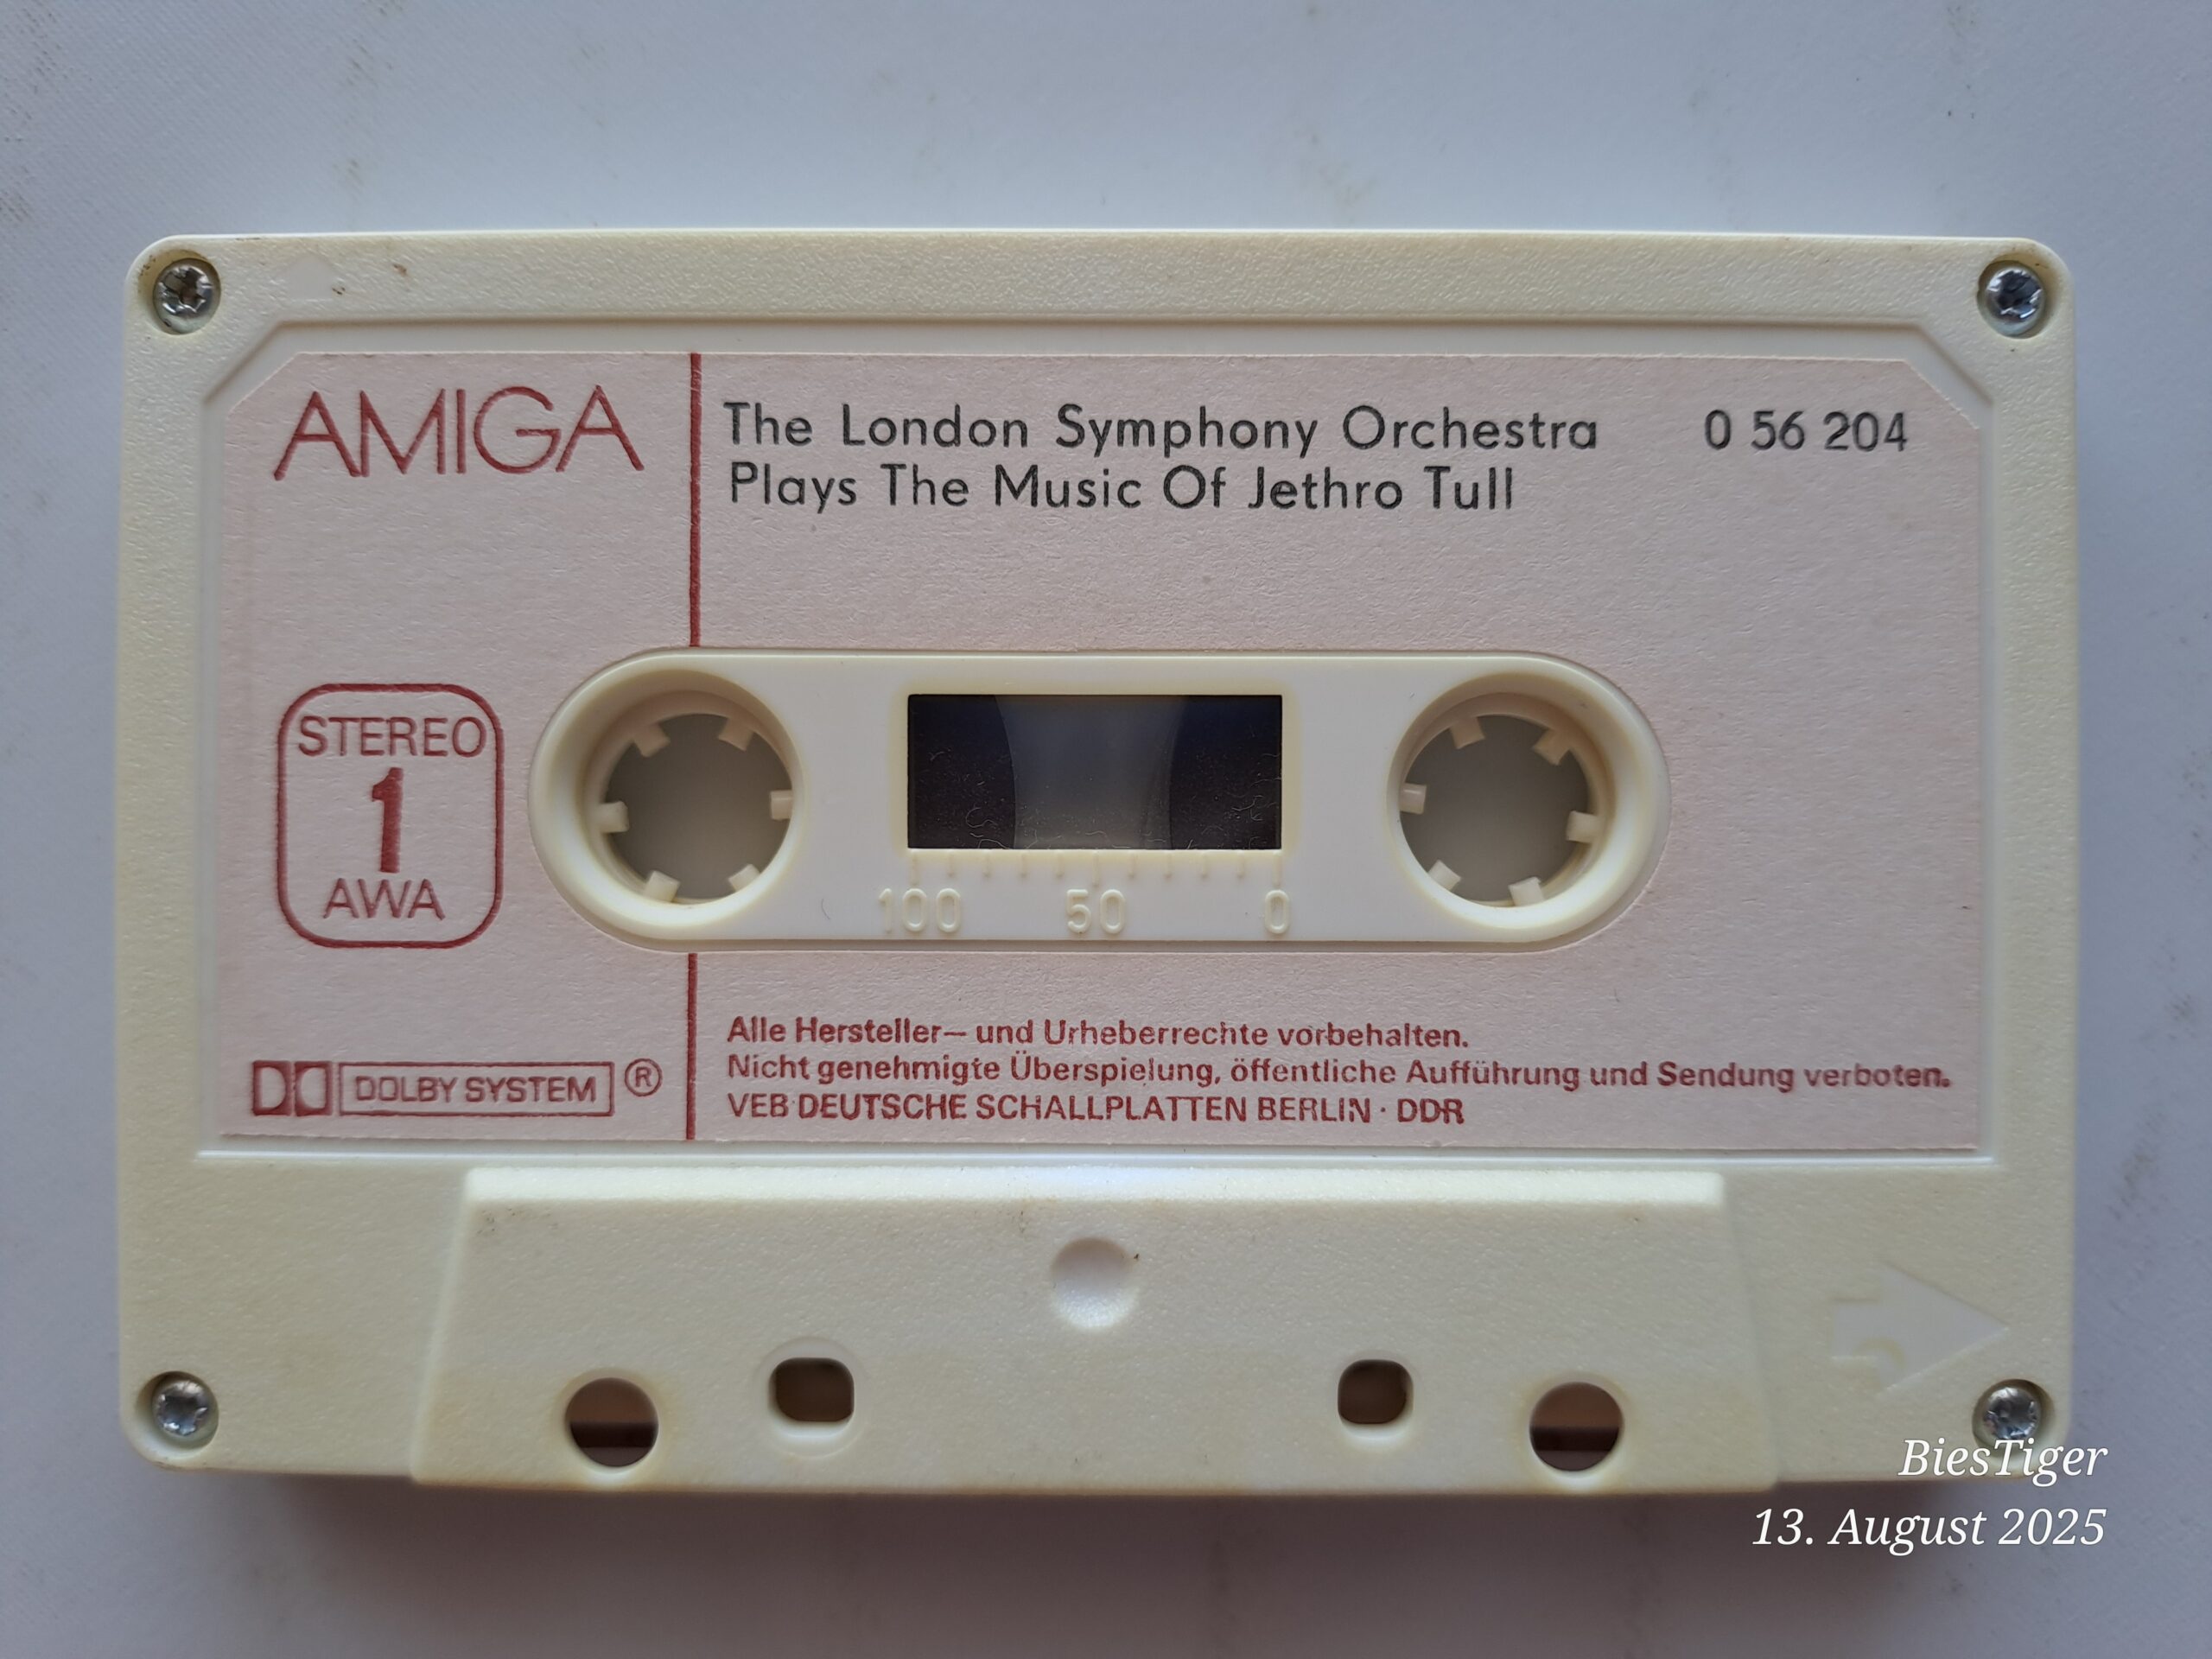 AMIGA
The London Symphony Orchestra 0 56 204
Plays The Music Of Jethro Tull
STEREO
1
AWA
100 50 0
Alle Hersteller- und Urheberrechte vorbehalten.
Nicht genehmigte Überspielung, öffentliche Aufführung und Sendung verboten.
VEB DEUTSCHE SCHALLPLATTEN BERLIN · DDR
DOLBY SYSTEM ®
BiesTiger
13. August 2025